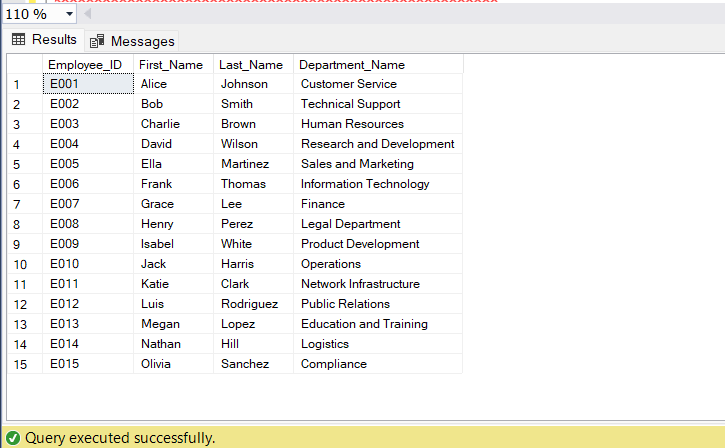 110 %
Results Messages
Employee_ID First_Name Last_Name Department_Name
1 E001 Alice Johnson Customer Service
2 E002 Bob Smith Technical Support
3 E003 Charlie Brown Human Resources
4 E004 David Wilson Research and Development
5 E005 Ella Martinez Sales and Marketing
6 E006 Frank Thomas Information Technology
7 E007 Grace Lee Finance
8 E008 Henry Perez Legal Department
9 E009 Isabel White Product Development
10 E010 Jack Harris Operations
11 E011 Katie Clark Network Infrastructure
12 E012 Luis Rodriguez Public Relations
13 E013 Megan Lopez Education and Training
14 E014 Nathan Hill Logistics
15 E015 Olivia Sanchez Compliance
Query executed successfully.